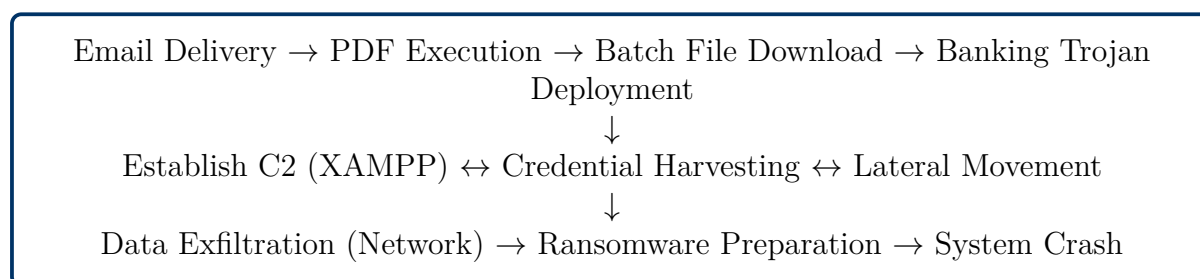 Email Delivery → PDF Execution → Batch File Download → Banking Trojan
Deployment
↓
Establish C2 (XAMPP) ↔ Credential Harvesting ↔ Lateral Movement
↓
Data Exfiltration (Network) → Ransomware Preparation → System Crash